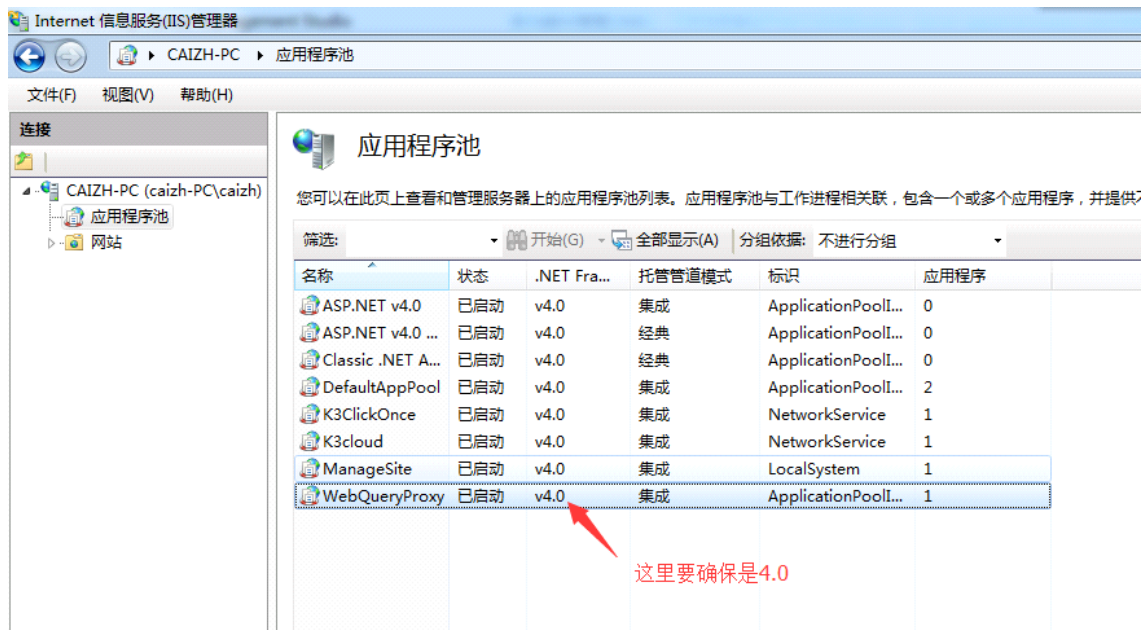 Internet 信息服务(IIS)管理器
CAIZH-PC 应用程序池
文件(F) 视图(V) 帮助(H)
连接
CAIZH-PC (caizh-PC\caizh)
应用程序池
网站
应用程序池
您可以在此页上查看和管理服务器上的应用程序池列表。应用程序池与工作进程相关联，包含一个或多个应用程序，并提供不
筛选: 开始(G) 全部显示(A) 分组依据: 不进行分组
名称 状态 .NET Fra... 托管管道模式 标识 应用程序
ASP.NET v4.0 已启动 v4.0 集成 ApplicationPoolI... 0
ASP.NET v4.0 ... 已启动 v4.0 经典 ApplicationPoolI... 0
Classic .NET A... 已启动 v4.0 经典 ApplicationPoolI... 0
DefaultAppPool 已启动 v4.0 集成 ApplicationPoolI... 2
K3ClickOnce 已启动 v4.0 集成 NetworkService 1
K3cloud 已启动 v4.0 集成 NetworkService 1
ManageSite 已启动 v4.0 集成 LocalSystem 1
WebQueryProxy 已启动 v4.0 集成 ApplicationPoolI... 1
这里要确保是4.0